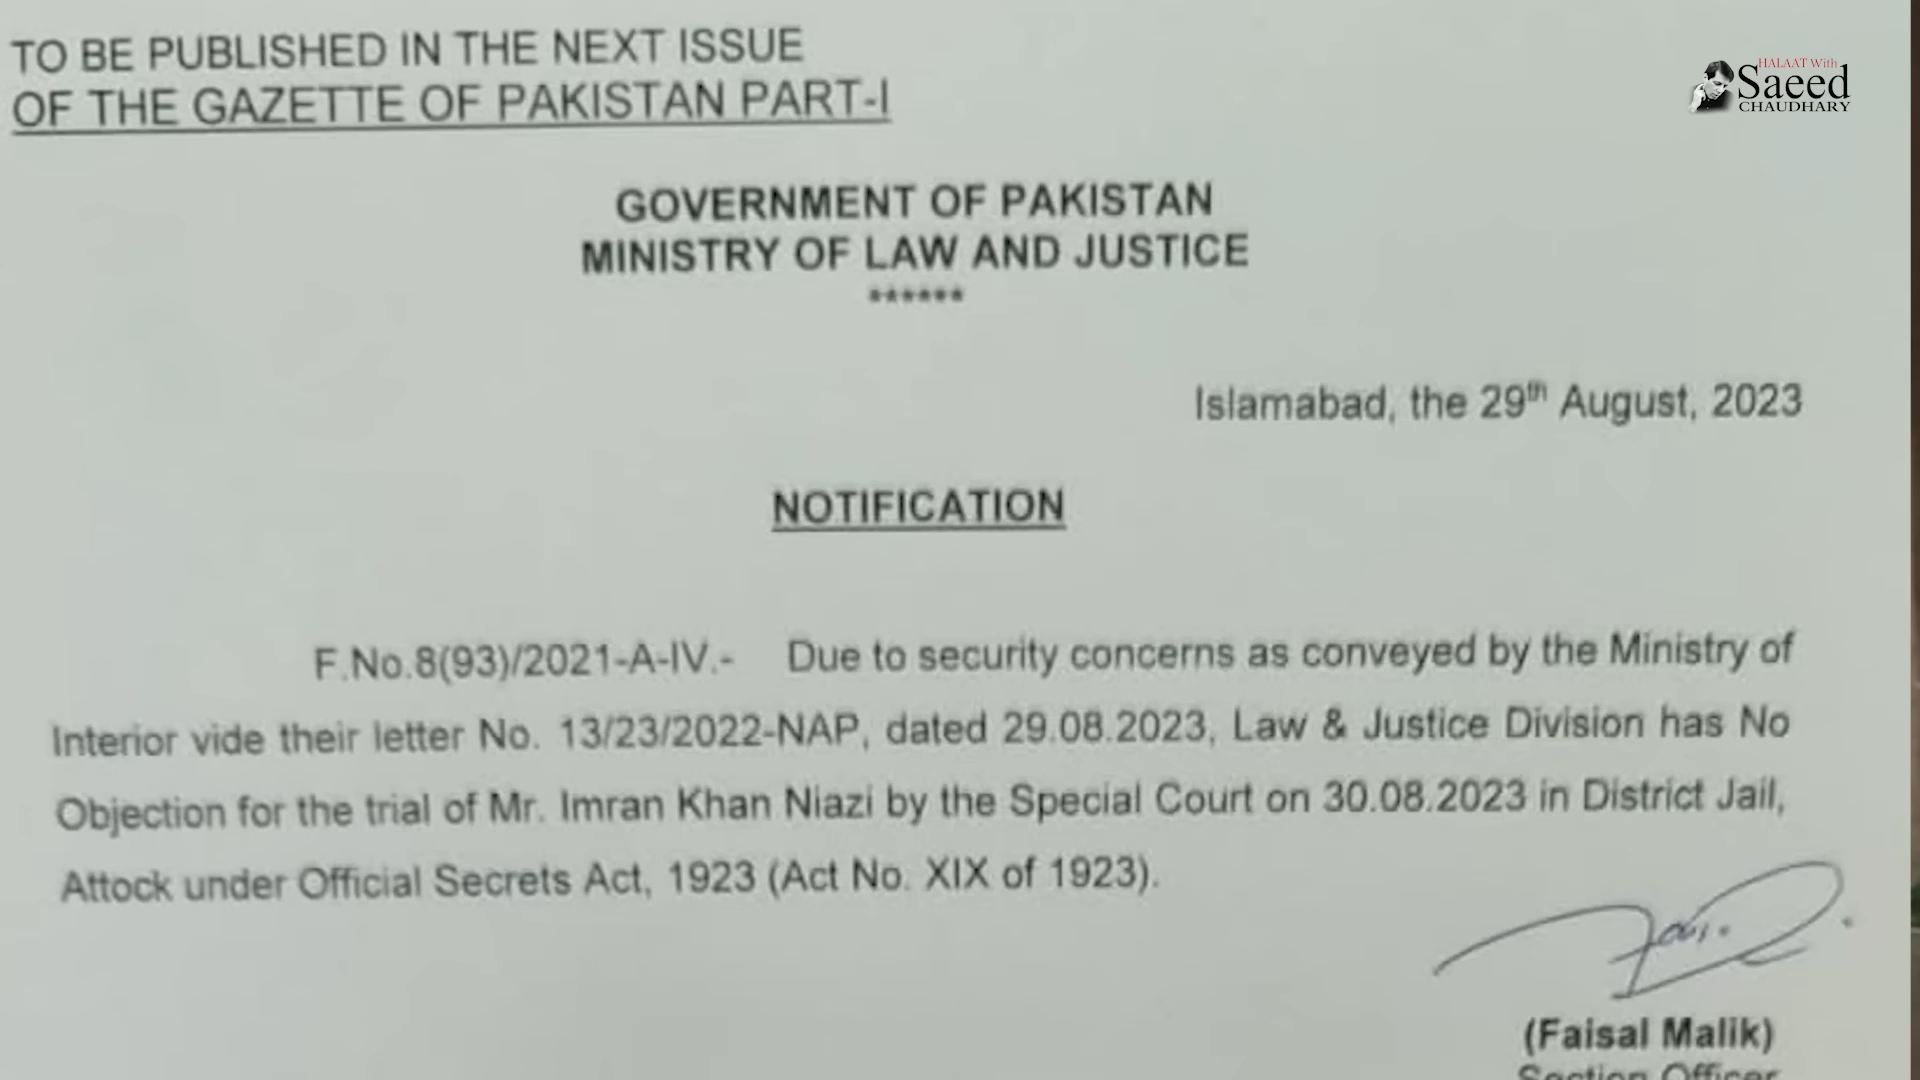 TO BE PUBLISHED IN THE NEXT ISSUE
OF THE GAZETTE OF PAKISTAN PART-I
HALAAT With
Saeed
CHAUDHARY
GOVERNMENT OF PAKISTAN
MINISTRY OF LAW AND JUSTICE
******
Islamabad, the 29th August, 2023
NOTIFICATION
F.No.8(93)/2021-A-IV.- Due to security concerns as conveyed by the Ministry of
Interior vide their letter No. 13/23/2022-NAP, dated 29.08.2023, Law & Justice Division has No
Objection for the trial of Mr. Imran Khan Niazi by the Special Court on 30.08.2023 in District Jail,
Attock under Official Secrets Act, 1923 (Act No. XIX of 1923).
(Faisal Malik)
Section Officer